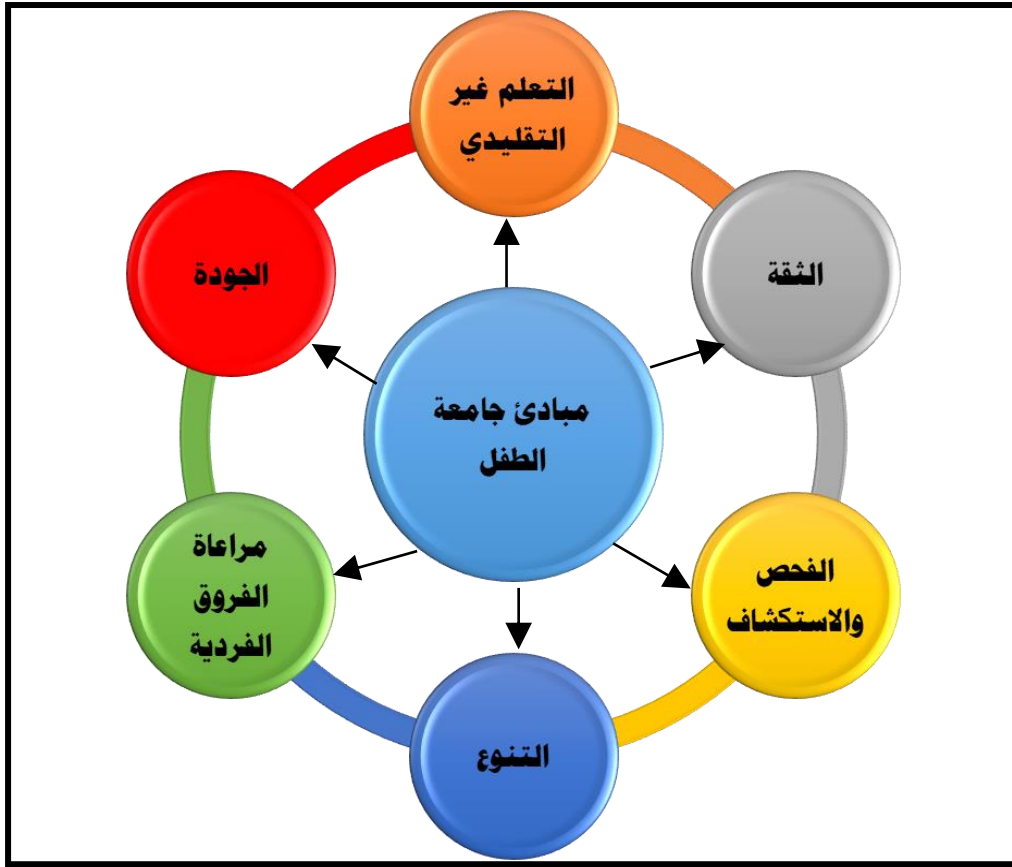 التعلم غير
التقليدي
الثقة
الجودة
مبادئ جامعة
الطفل
الفحص
والاستكشاف
مراعاة
الفروق
الفردية
التنوع